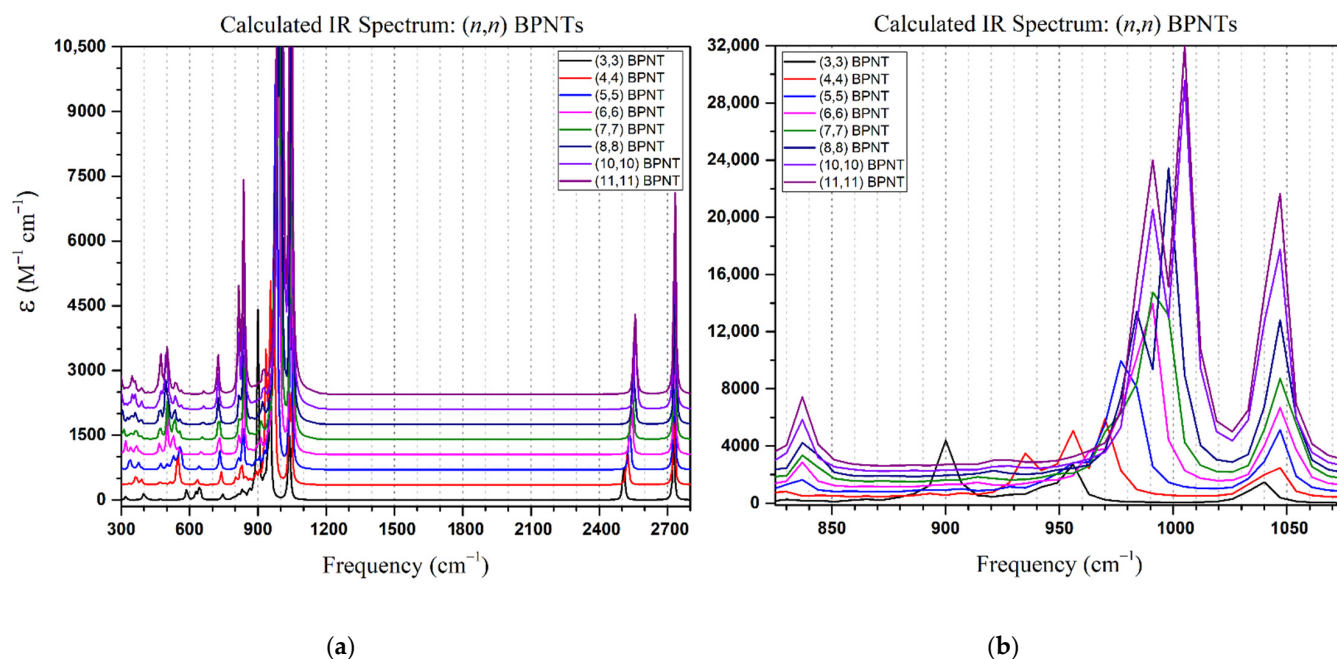 Calculated IR Spectrum: (n,n) BPNTs
10,500
9000
7500
6000
4500
3000
1500
0
ε (M⁻¹ cm⁻¹)
(3,3) BPNT
(4,4) BPNT
(5,5) BPNT
(6,6) BPNT
(7,7) BPNT
(8,8) BPNT
(10,10) BPNT
(11,11) BPNT
300 600 900 1200 1500 1800 2100 2400 2700
Frequency (cm⁻¹)
(a)
Calculated IR Spectrum: (n,n) BPNTs
32,000
28,000
24,000
20,000
16,000
12,000
8000
4000
0
(3,3) BPNT
(4,4) BPNT
(5,5) BPNT
(6,6) BPNT
(7,7) BPNT
(8,8) BPNT
(10,10) BPNT
(11,11) BPNT
850 900 950 1000 1050
Frequency (cm⁻¹)
(b)